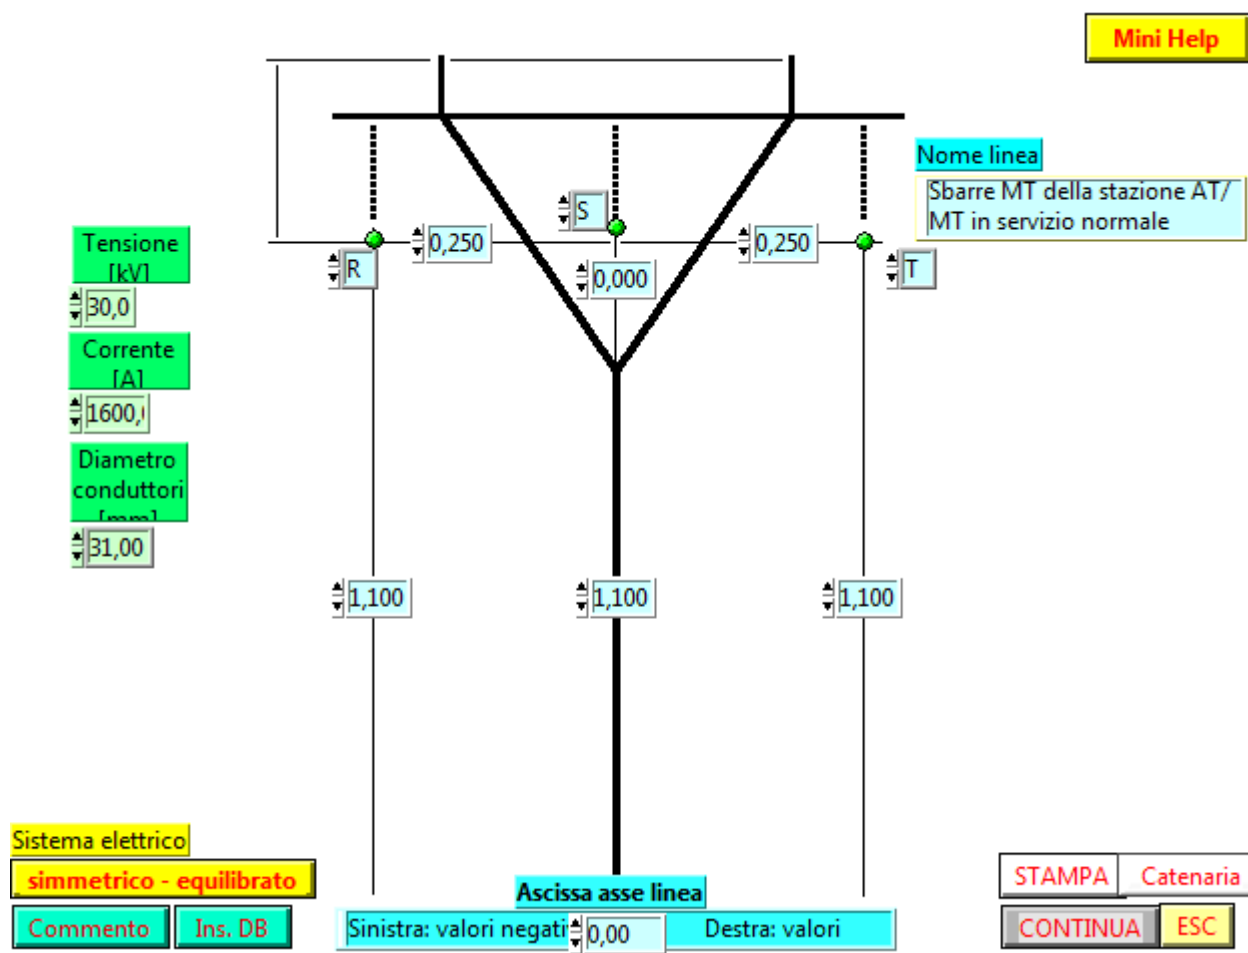 Mini Help
Nome linea
Sbarre MT della stazione AT/
MT in servizio normale
S
0,250
0,250
R
0,000
T
Tensione
[kV]
30,0
Corrente
[A]
1600,
Diametro
conduttori
[mm]
31,00
1,100
1,100
1,100
Sistema elettrico
simmetrico - equilibrato
Commento
Ins. DB
Ascissa asse linea
Sinistra: valori negati
0,00
Destra: valori
STAMPA
Catenaria
CONTINUA
ESC